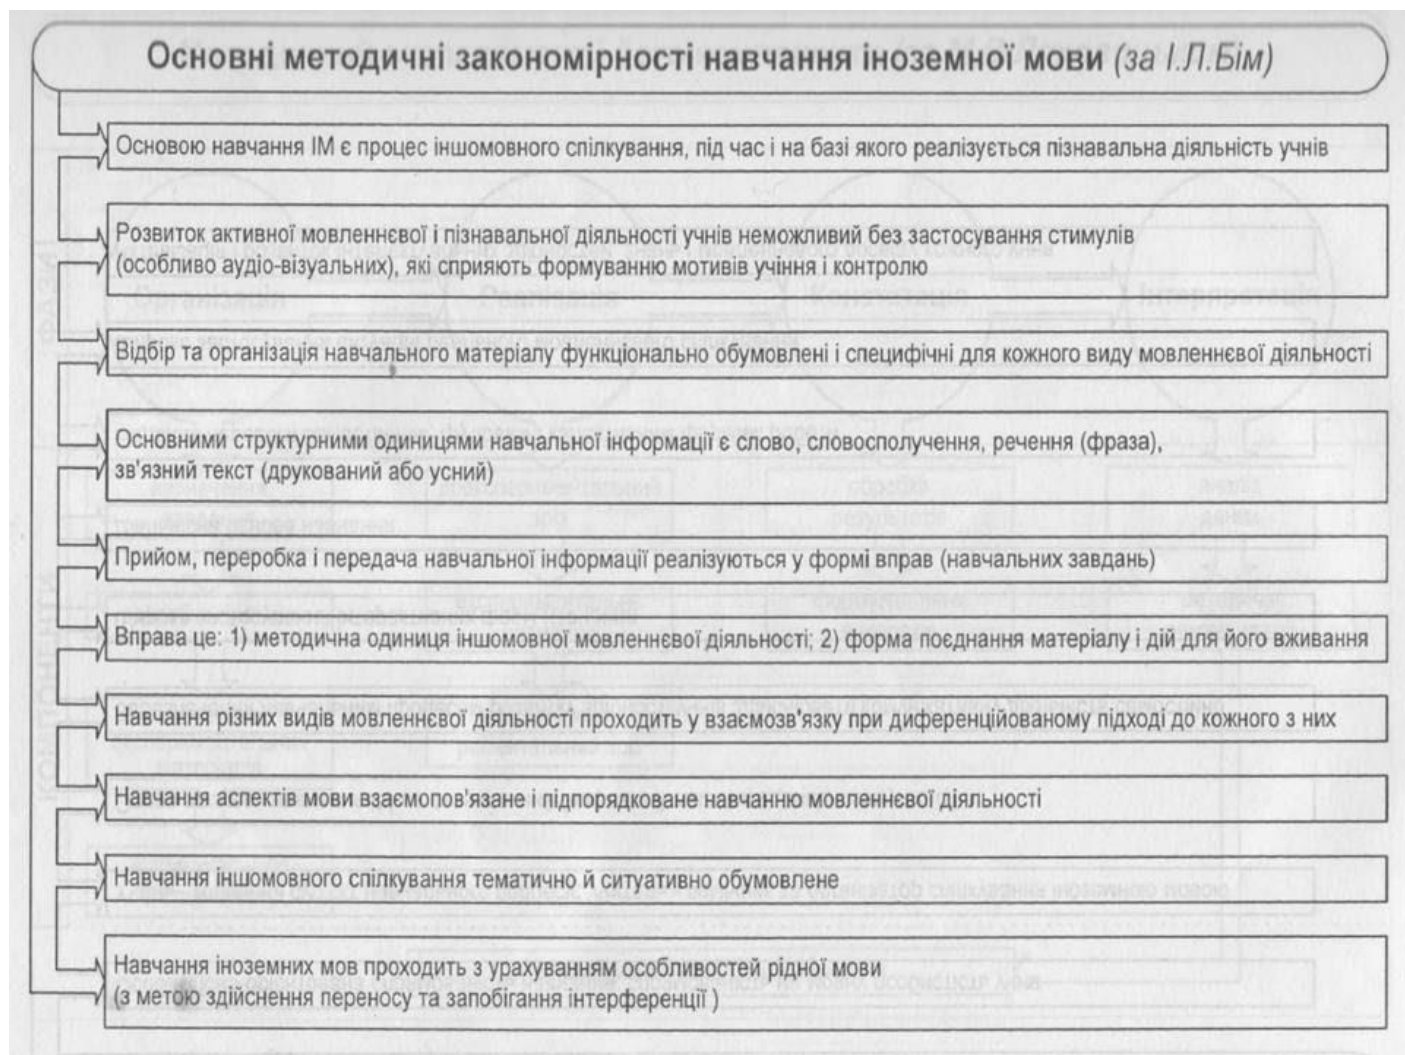 Основні методичні закономірності навчання іноземної мови (за І.Л.Бім)
Основою навчання ІМ є процес іншомовного спілкування, під час і на базі якого реалізується пізнавальна діяльність учнів
Розвиток активної мовленнєвої і пізнавальної діяльності учнів неможливий без застосування стимулів
(особливо аудіо-візуальних), які сприяють формуванню мотивів учіння і контролю
Відбір та організація навчального матеріалу функціонально обумовлені і специфічні для кожного виду мовленнєвої діяльності
Основними структурними одиницями навчальної інформації є слово, словосполучення, речення (фраза),
зв'язний текст (друкований або усний)
Прийом, переробка і передача навчальної інформації реалізуються у формі вправ (навчальних завдань)
Вправа це: 1) методична одиниця іншомовної мовленнєвої діяльності; 2) форма поєднання матеріалу і дій для його вживання
Навчання різних видів мовленнєвої діяльності проходить у взаємозв'язку при диференційованому підході до кожного з них
Навчання аспектів мови взаємопов'язане і підпорядковане навчанню мовленнєвої діяльності
Навчання іншомовного спілкування тематично й ситуативно обумовлене
Навчання іноземних мов проходить з урахуванням особливостей рідної мови
(з метою здійснення переносу та запобігання інтерференції )